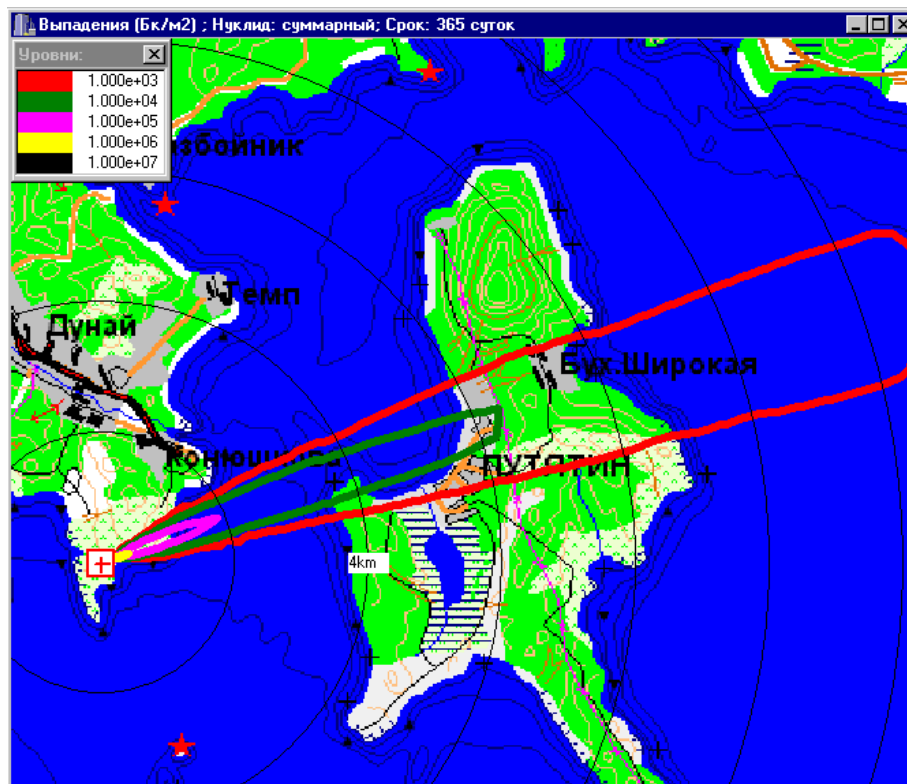 Выпадения (Бк/м2) ; Нуклид: суммарный; Срок: 365 суток
Уровни:
1.000e+03
1.000e+04
1.000e+05
1.000e+06
1.000e+07
Темп
Дунай
Бух.Широкая
ПУТЯТИН
4km